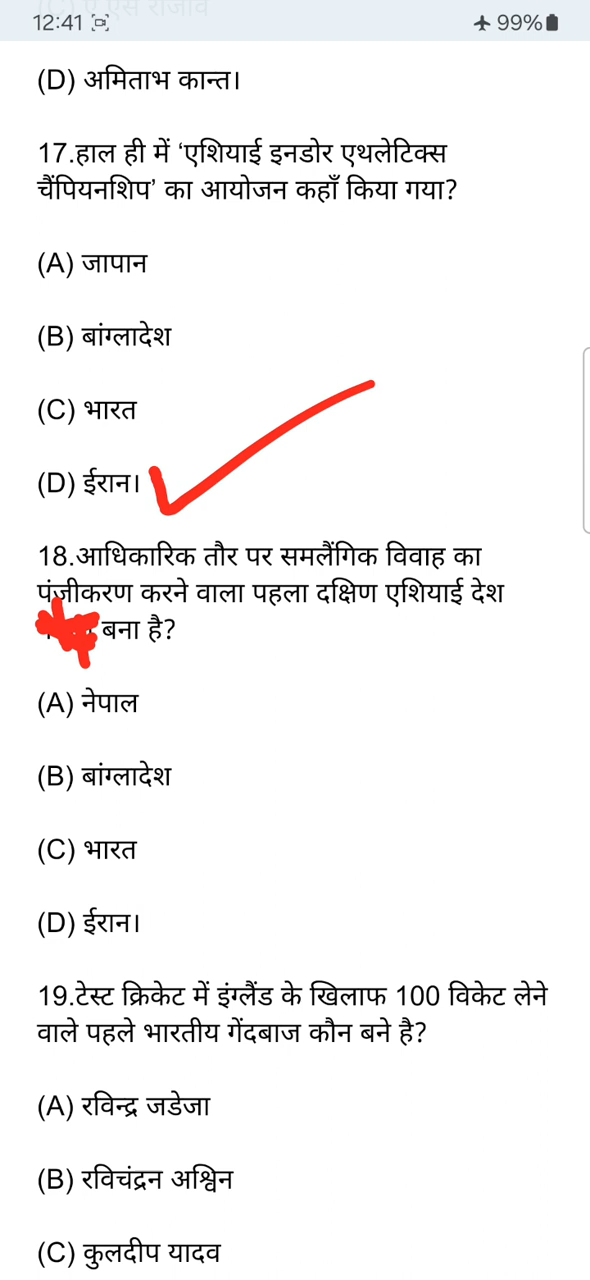 12:41
99%
(D) अमिताभ कान्त।
17.हाल ही में ‘एशियाई इनडोर एथलेटिक्स
चैंपियनशिप’ का आयोजन कहाँ किया गया?
(A) जापान
(B) बांग्लादेश
(C) भारत
(D) ईरान।
18.आधिकारिक तौर पर समलैंगिक विवाह का
पंजीकरण करने वाला पहला दक्षिण एशियाई देश
बना है?
(A) नेपाल
(B) बांग्लादेश
(C) भारत
(D) ईरान।
19.टेस्ट क्रिकेट में इंग्लैंड के खिलाफ 100 विकेट लेने
वाले पहले भारतीय गेंदबाज कौन बने है?
(A) रविन्द्र जडेजा
(B) रविचंद्रन अश्विन
(C) कुलदीप यादव